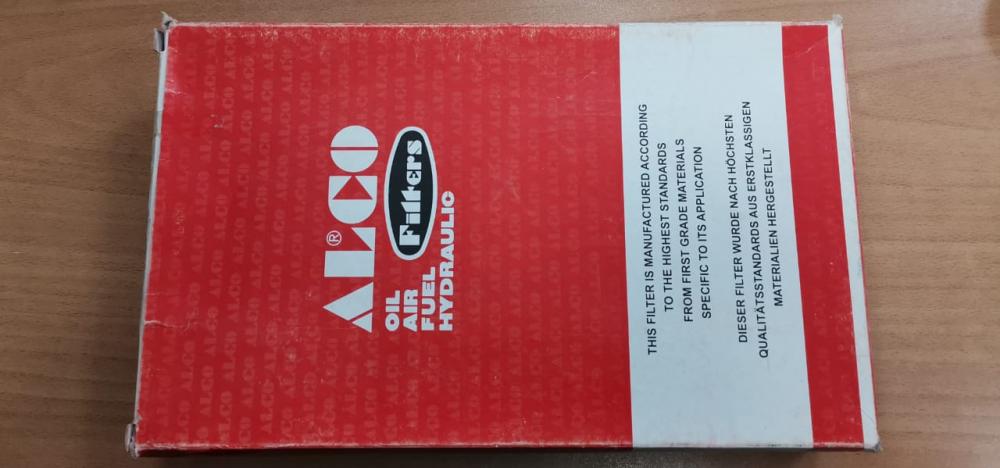 ALCO®
OIL
AIR
FUEL
HYDRAULIC
Filters
THIS FILTER IS MANUFACTURED ACCORDING
TO THE HIGHEST STANDARDS
FROM FIRST GRADE MATERIALS
SPECIFIC TO ITS APPLICATION
DIESER FILTER WURDE NACH HÖCHSTEN
QUALITÄTSSTANDARDS AUS ERSTKLASSIGEN
MATERIALIEN HERGESTELLT